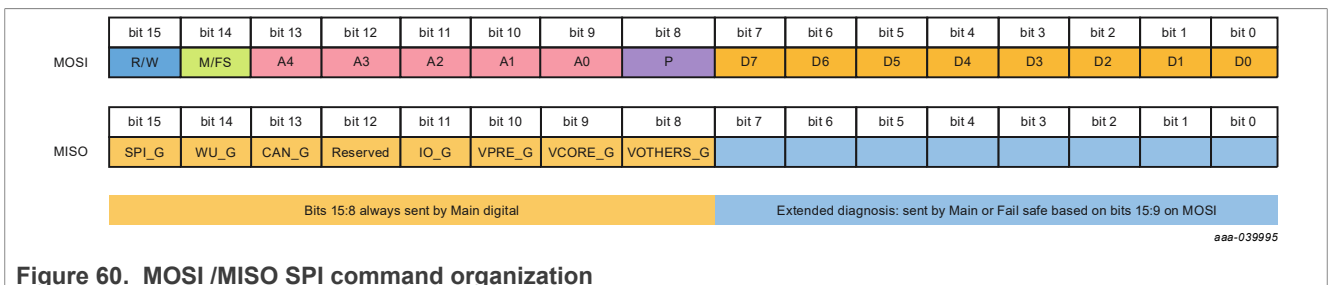 bit 15 bit 14 bit 13 bit 12 bit 11 bit 10 bit 9 bit 8 bit 7 bit 6 bit 5 bit 4 bit 3 bit 2 bit 1 bit 0
MOSI R/W M/FS A4 A3 A2 A1 A0 P D7 D6 D5 D4 D3 D2 D1 D0
bit 15 bit 14 bit 13 bit 12 bit 11 bit 10 bit 9 bit 8 bit 7 bit 6 bit 5 bit 4 bit 3 bit 2 bit 1 bit 0
MISO SPI_G WU_G CAN_G Reserved IO_G VPRE_G VCORE_G VOTHERS_G
Bits 15:8 always sent by Main digital Extended diagnosis: sent by Main or Fail safe based on bits 15:9 on MOSI
aaa-039995
Figure 60. MOSI /MISO SPI command organization